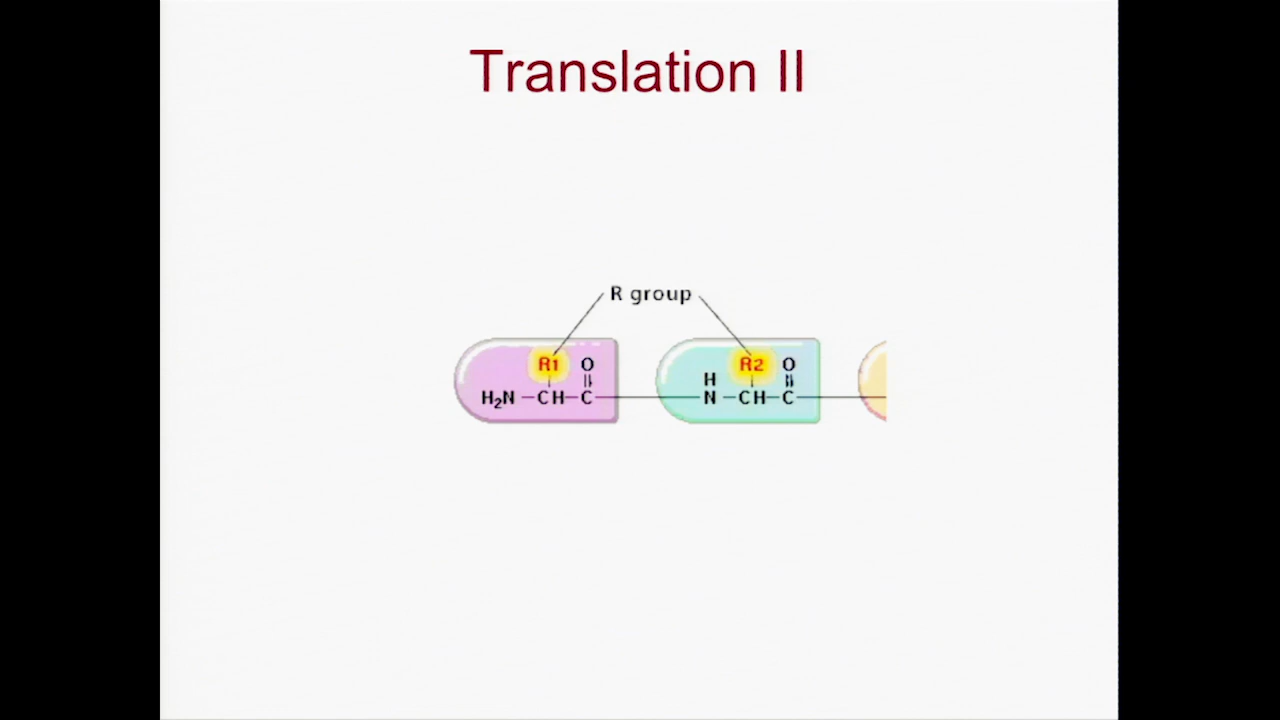 Translation II
R group
R1 O R2 O
H
H₂N –CH–C N –CH–C